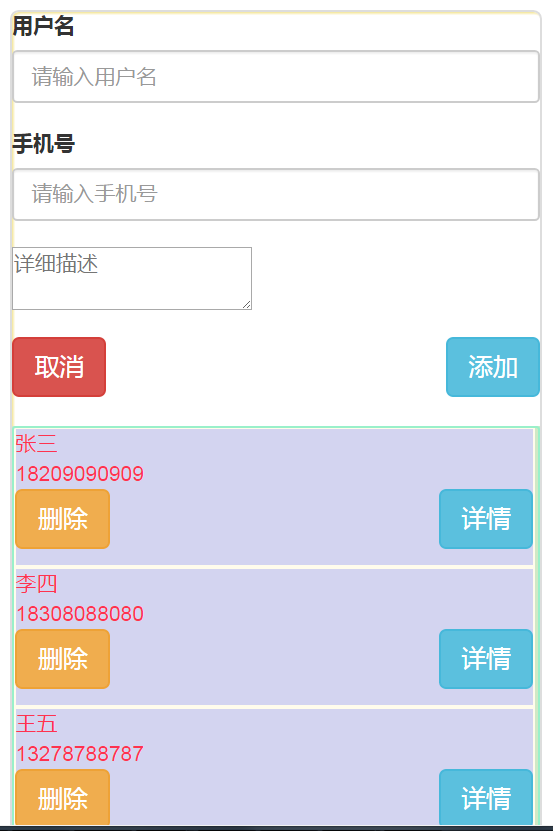 用户名
请输入用户名
手机号
请输入手机号
详细描述
取消 添加
张三
18209090909
删除 详情
李四
18308088080
删除 详情
王五
13278788787
删除 详情